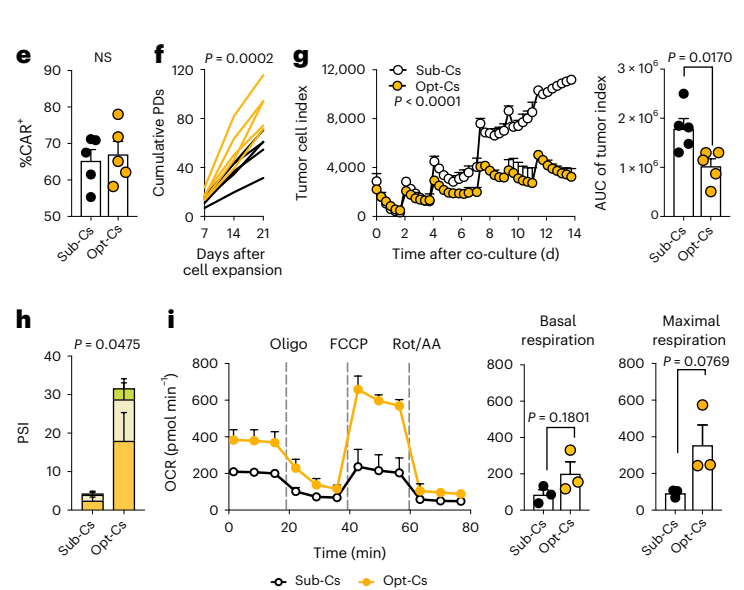 e
NS
%CAR⁺
90
80
70
60
50
Sub-Cs
Opt-Cs
f
P = 0.0002
Cumulative PDs
120
80
40
0
7
14
21
Days after
cell expansion
g
Sub-Cs
Opt-Cs
P < 0.0001
Tumor cell index
12,000
8,000
4,000
0
0
2
4
6
8
10
12
14
Time after co-culture (d)
P = 0.0170
AUC of tumor index
3 × 10⁶
2 × 10⁶
1 × 10⁶
0
Sub-Cs
Opt-Cs
h
P = 0.0475
PSI
40
30
20
10
0
Sub-Cs
Opt-Cs
i
Oligo
FCCP
Rot/AA
OCR (pmol min⁻¹)
800
600
400
200
0
0
20
40
60
80
Time (min)
Sub-Cs
Opt-Cs
Basal
respiration
P = 0.1801
800
600
400
200
0
Sub-Cs
Opt-Cs
Maximal
respiration
P = 0.0769
800
600
400
200
0
Sub-Cs
Opt-Cs